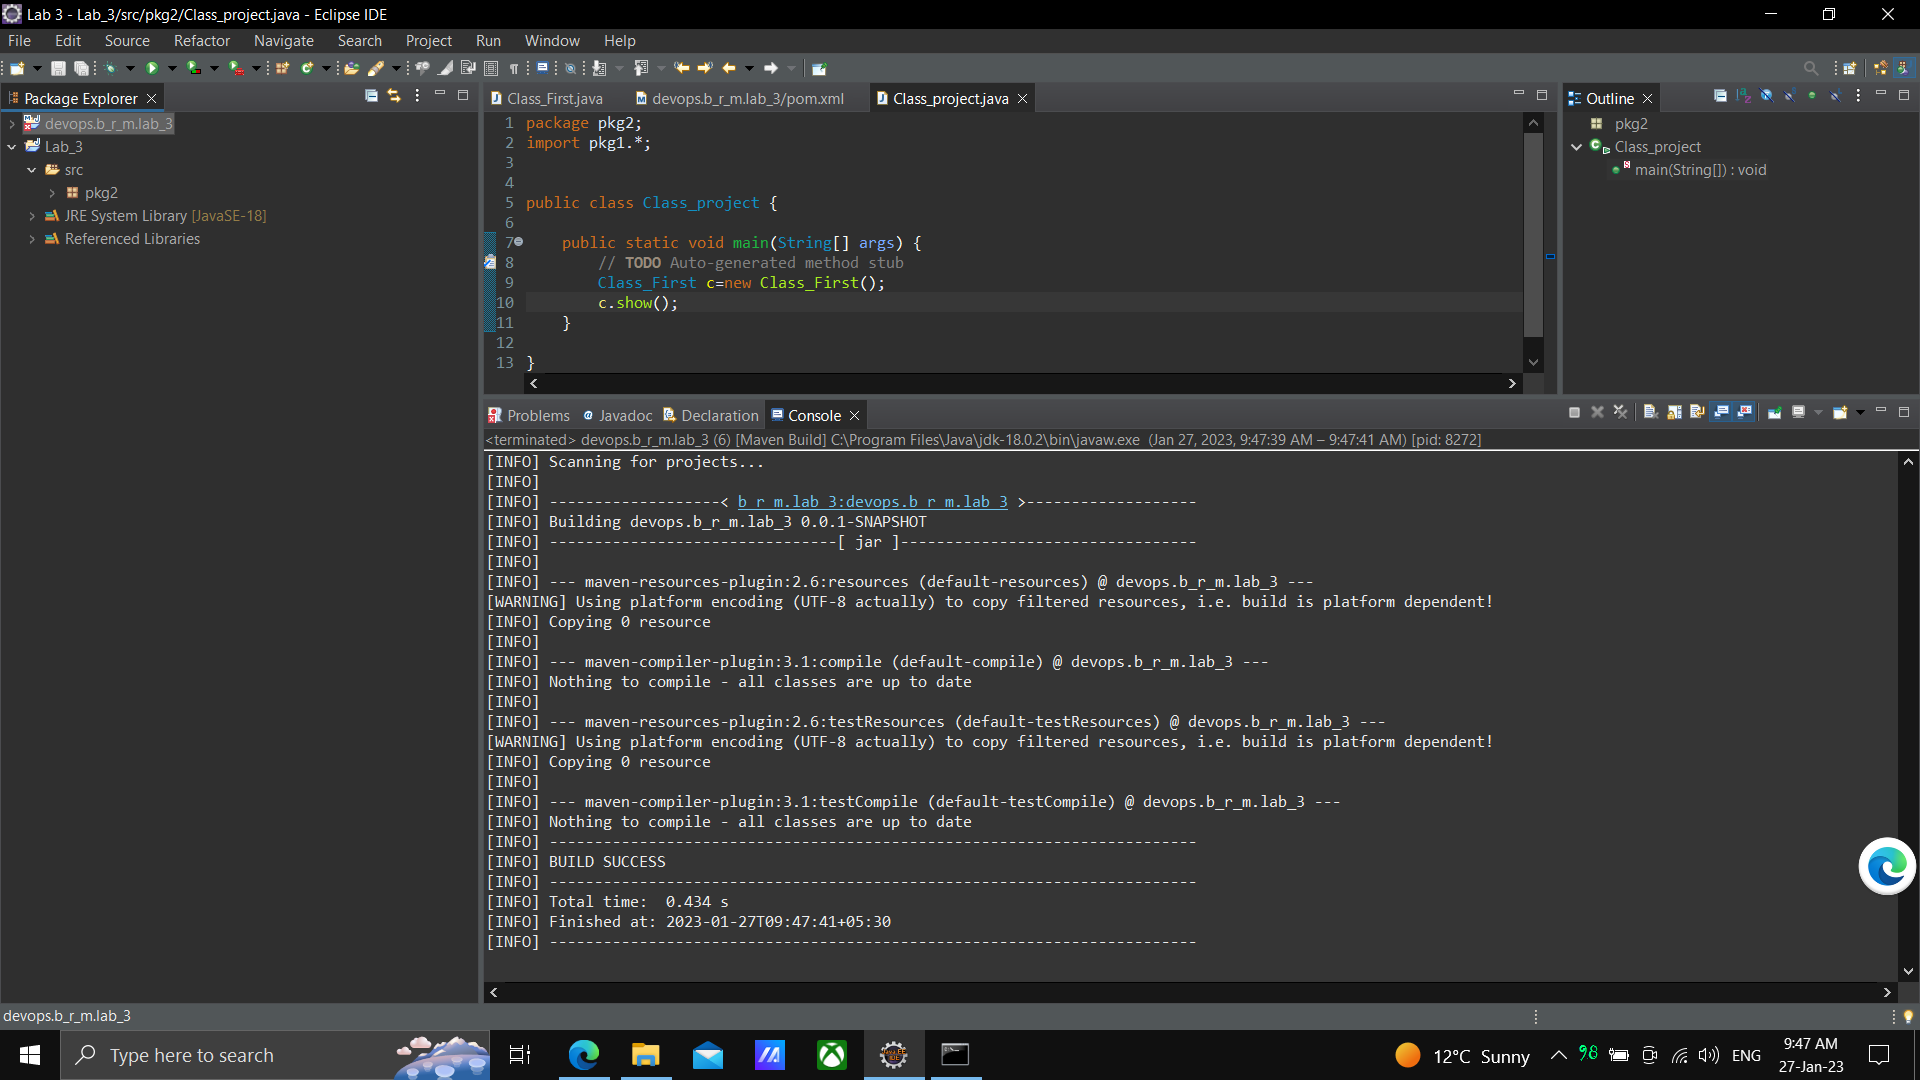 Lab 3 - Lab_3/src/pkg2/Class_project.java - Eclipse IDE
File Edit Source Refactor Navigate Search Project Run Window Help
Package Explorer
devops.b_r_m.lab_3
Lab_3
src
pkg2
JRE System Library [JavaSE-18]
Referenced Libraries
Class_First.java devops.b_r_m.lab_3/pom.xml Class_project.java
1 package pkg2;
2 import pkg1.*;
3
4
5 public class Class_project {
6
7 public static void main(String[] args) {
8 // TODO Auto-generated method stub
9 Class_First c=new Class_First();
10 c.show();
11 }
12
13 }
Outline
pkg2
Class_project
main(String[]) : void
Problems Javadoc Declaration Console
<terminated> devops.b_r_m.lab_3 (6) [Maven Build] C:\Program Files\Java\jdk-18.0.2\bin\javaw.exe (Jan 27, 2023, 9:47:39 AM – 9:47:41 AM) [pid: 8272]
[INFO] Scanning for projects...
[INFO]
[INFO] -------------------< b_r_m.lab_3:devops.b_r_m.lab_3 >-------------------
[INFO] Building devops.b_r_m.lab_3 0.0.1-SNAPSHOT
[INFO] --------------------------------[ jar ]---------------------------------
[INFO]
[INFO] --- maven-resources-plugin:2.6:resources (default-resources) @ devops.b_r_m.lab_3 ---
[WARNING] Using platform encoding (UTF-8 actually) to copy filtered resources, i.e. build is platform dependent!
[INFO] Copying 0 resource
[INFO]
[INFO] --- maven-compiler-plugin:3.1:compile (default-compile) @ devops.b_r_m.lab_3 ---
[INFO] Nothing to compile - all classes are up to date
[INFO]
[INFO] --- maven-resources-plugin:2.6:testResources (default-testResources) @ devops.b_r_m.lab_3 ---
[WARNING] Using platform encoding (UTF-8 actually) to copy filtered resources, i.e. build is platform dependent!
[INFO] Copying 0 resource
[INFO]
[INFO] --- maven-compiler-plugin:3.1:testCompile (default-testCompile) @ devops.b_r_m.lab_3 ---
[INFO] Nothing to compile - all classes are up to date
[INFO] ------------------------------------------------------------------------
[INFO] BUILD SUCCESS
[INFO] ------------------------------------------------------------------------
[INFO] Total time:  0.434 s
[INFO] Finished at: 2023-01-27T09:47:41+05:30
[INFO] ------------------------------------------------------------------------
devops.b_r_m.lab_3
Type here to search
12°C Sunny
98
ENG
9:47 AM
27-Jan-23